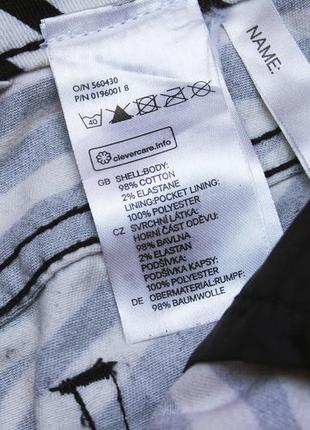 O/N 560430
P/N 0196001 8
40
clevercare.info
GB SHELL:BODY:
98% COTTON
2% ELASTANE
LINING:POCKET LINING:
100% POLYESTER
CZ SVRCHNÍ LÁTKA:
HORNÍ ČÁST ODĚVU:
98% BAVLNA
2% ELASTAN
PODŠÍVKA:
PODŠÍVKA KAPSY:
100% POLYESTER
DE OBERMATERIAL:RUMPF:
98% BAUMWOLLE
NAME: